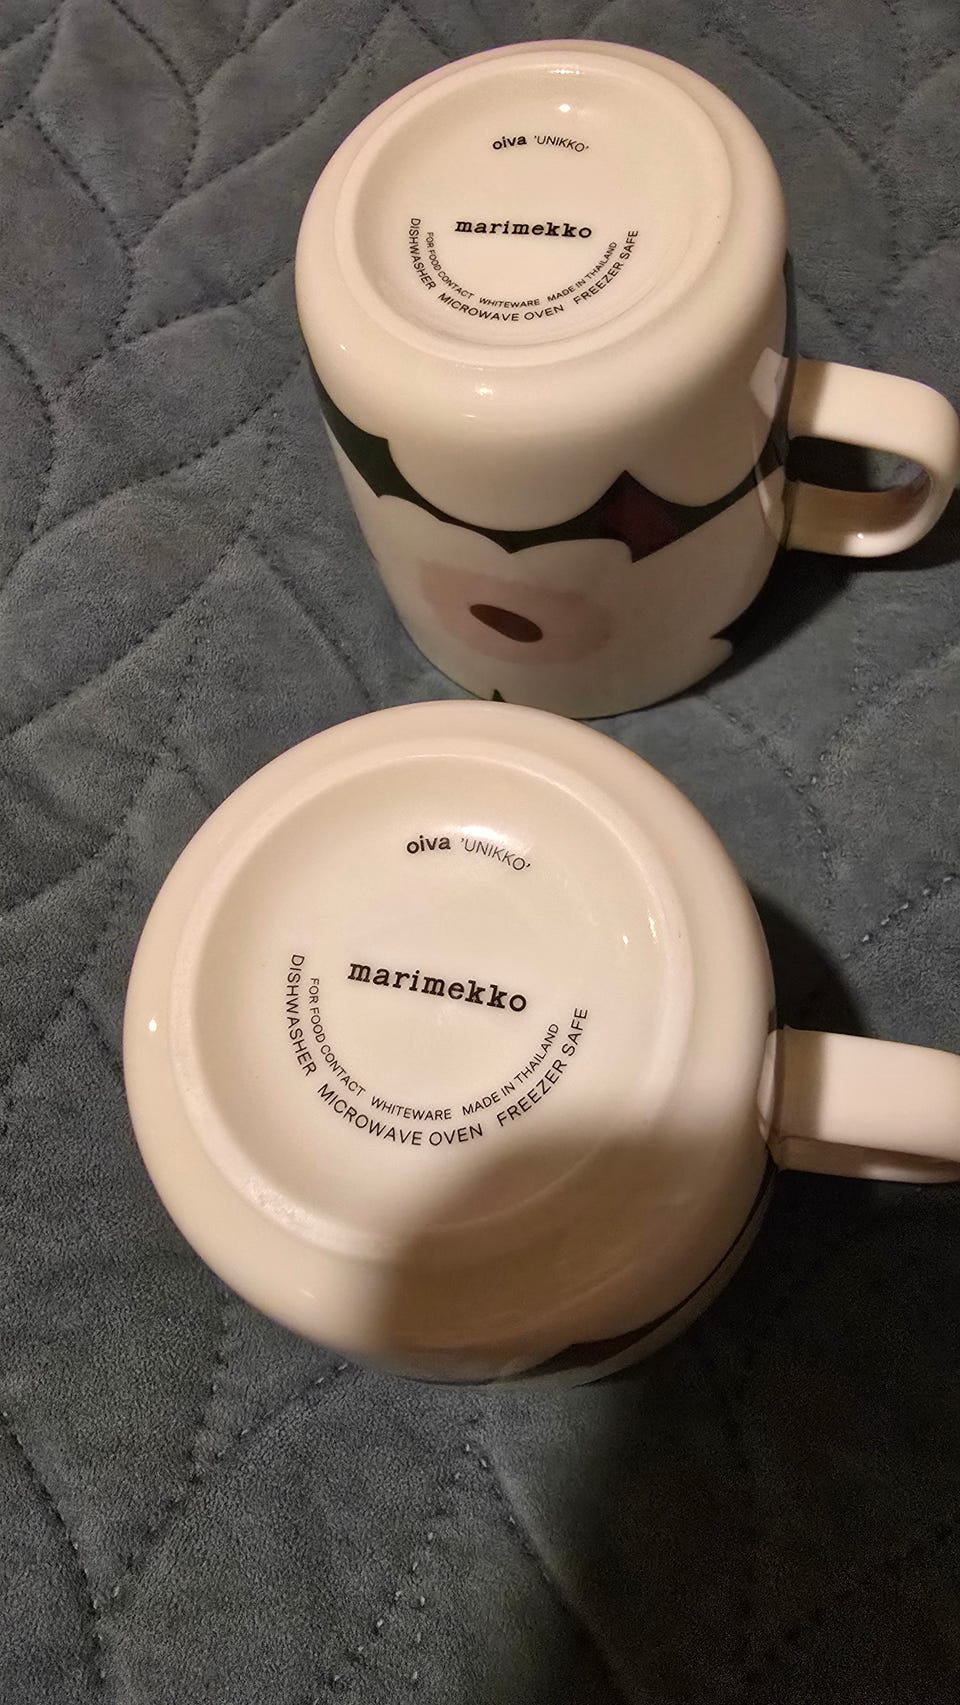 oiva 'UNIKKO'
marimekko
FOR FOOD CONTACT WHITEWARE MADE IN THAILAND
DISHWASHER MICROWAVE OVEN FREEZER SAFE
oiva 'UNIKKO'
marimekko
FOR FOOD CONTACT WHITEWARE MADE IN THAILAND
DISHWASHER MICROWAVE OVEN FREEZER SAFE